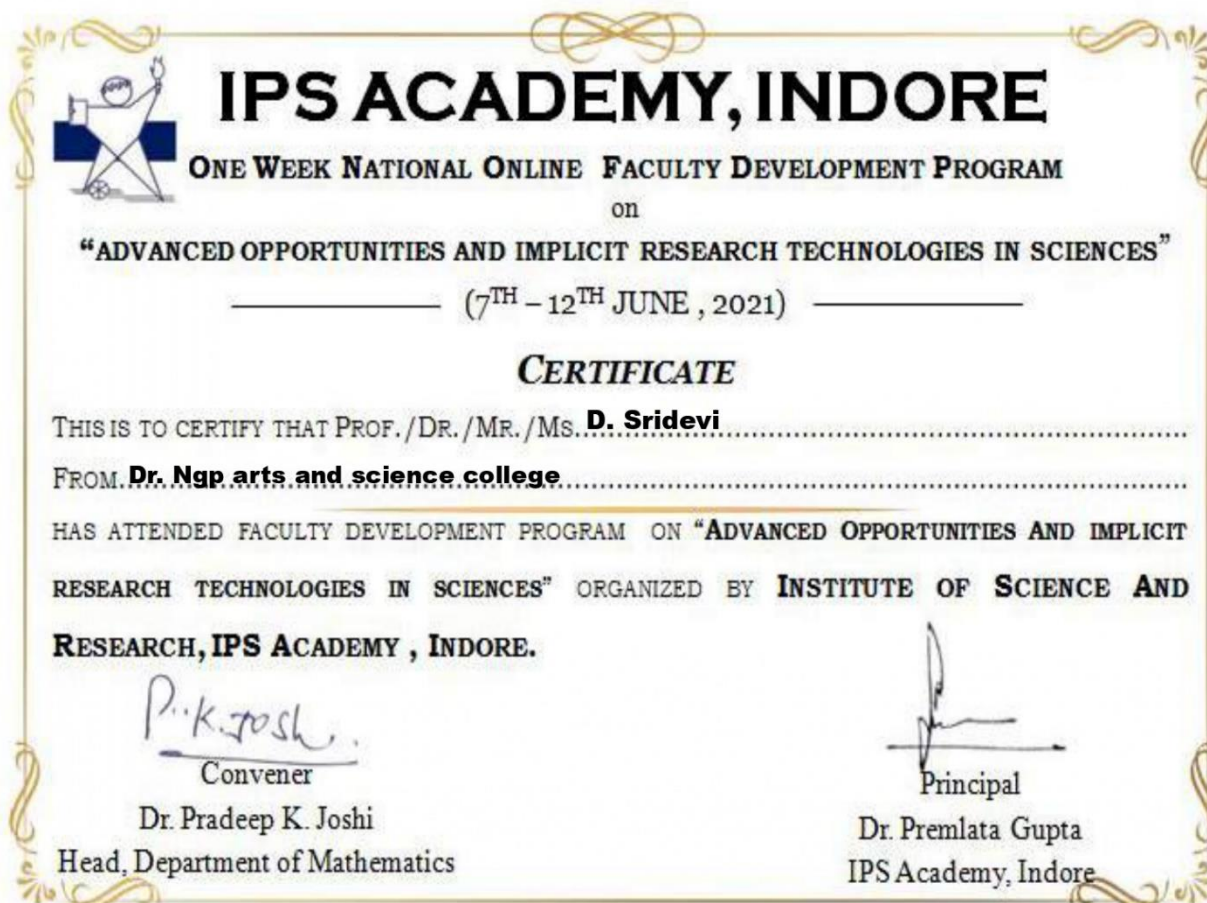 IPS ACADEMY, INDORE
ONE WEEK NATIONAL ONLINE FACULTY DEVELOPMENT PROGRAM
on
“ADVANCED OPPORTUNITIES AND IMPLICIT RESEARCH TECHNOLOGIES IN SCIENCES”
(7TH – 12TH JUNE , 2021)
CERTIFICATE
THIS IS TO CERTIFY THAT PROF./DR./MR./MS. D. Sridevi
FROM Dr. Ngp arts and science college
HAS ATTENDED FACULTY DEVELOPMENT PROGRAM ON “ADVANCED OPPORTUNITIES AND IMPLICIT
RESEARCH TECHNOLOGIES IN SCIENCES” ORGANIZED BY INSTITUTE OF SCIENCE AND
RESEARCH, IPS ACADEMY , INDORE.
P.K. Joshi
Convener
Dr. Pradeep K. Joshi
Head, Department of Mathematics
Principal
Dr. Premlata Gupta
IPS Academy, Indore